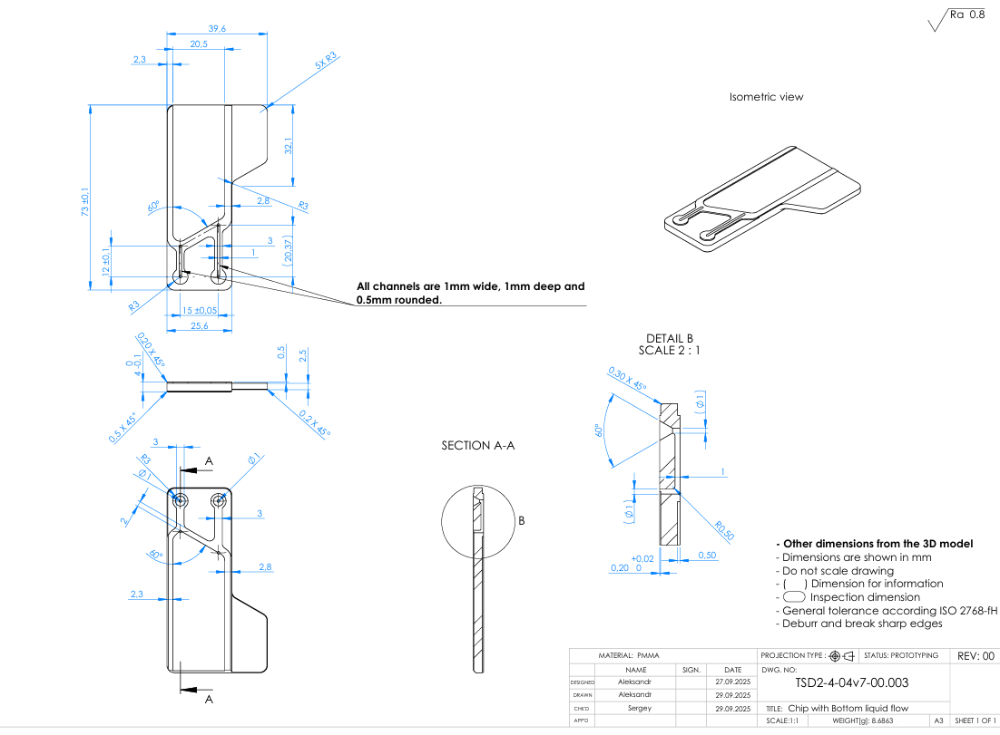 Ra 0.8
39,6
20,5
2,3
5X R3
Isometric view
32,1
73 ±0,1
60°
2,8
R3
3
1
( 20,37 )
12 ±0,1
All channels are 1mm wide, 1mm deep and
0.5mm rounded.
R3
15 ±0,05
25,6
0,20 X 45°
0
4 -0,1
0,5
2,5
0,5 X 45°
0,2 X 45°
DETAIL B
SCALE 2 : 1
0,30 X 45°
( ∅ 1 )
60°
1
( ∅ 1 )
R0,50
+0,02
0,20 0
0,50
SECTION A-A
B
3
A
R3
∅1
∅1
2
3
60°
2,8
2,3
A
- Other dimensions from the 3D model
- Dimensions are shown in mm
- Do not scale drawing
- ( ) Dimension for information
- Inspection dimension
- General tolerance according ISO 2768-fH
- Deburr and break sharp edges
MATERIAL: PMMA
PROJECTION TYPE :
STATUS: PROTOTYPING
REV: 00
NAME SIGN. DATE
DWG. NO:
DESIGNED Aleksandr 27.09.2025
TSD2-4-04v7-00.003
DRAWN Aleksandr 29.09.2025
CHK'D Sergey 29.09.2025
TITLE: Chip with Bottom liquid flow
APP'D
SCALE:1:1 WEIGHT[g]: 8.6863 A3 SHEET 1 OF 1